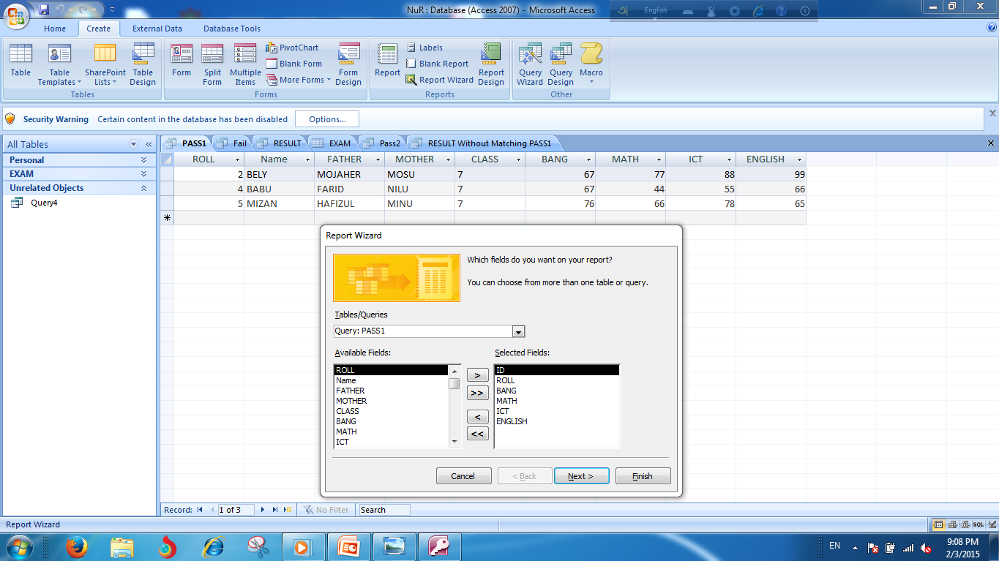 NuR : Database (Access 2007) - Microsoft Access
English
Home Create External Data Database Tools
Table
Table Templates
SharePoint Lists
Table Design
Tables
Form
Split Form
Multiple Items
PivotChart
Blank Form
More Forms
Form Design
Forms
Report
Labels
Blank Report
Report Wizard
Report Design
Reports
Query Wizard
Query Design
Macro
Other
Security Warning Certain content in the database has been disabled Options...
All Tables
Personal
EXAM
Unrelated Objects
Query4
PASS1 Fail RESULT EXAM Pass2 RESULT Without Matching PASS1
ROLL Name FATHER MOTHER CLASS BANG MATH ICT ENGLISH
2 BELY MOJAHER MOSU 7 67 77 88 99
4 BABU FARID NILU 7 67 44 55 66
5 MIZAN HAFIZUL MINU 7 76 66 78 65
Report Wizard
Which fields do you want on your report?
You can choose from more than one table or query.
Tables/Queries
Query: PASS1
Available Fields:
ROLL
Name
FATHER
MOTHER
CLASS
BANG
MATH
ICT
>
>>
<
<<
Selected Fields:
ID
ROLL
BANG
MATH
ICT
ENGLISH
Cancel < Back Next > Finish
Record: 1 of 3 No Filter Search
Report Wizard
SQL
EN
9:08 PM
2/3/2015